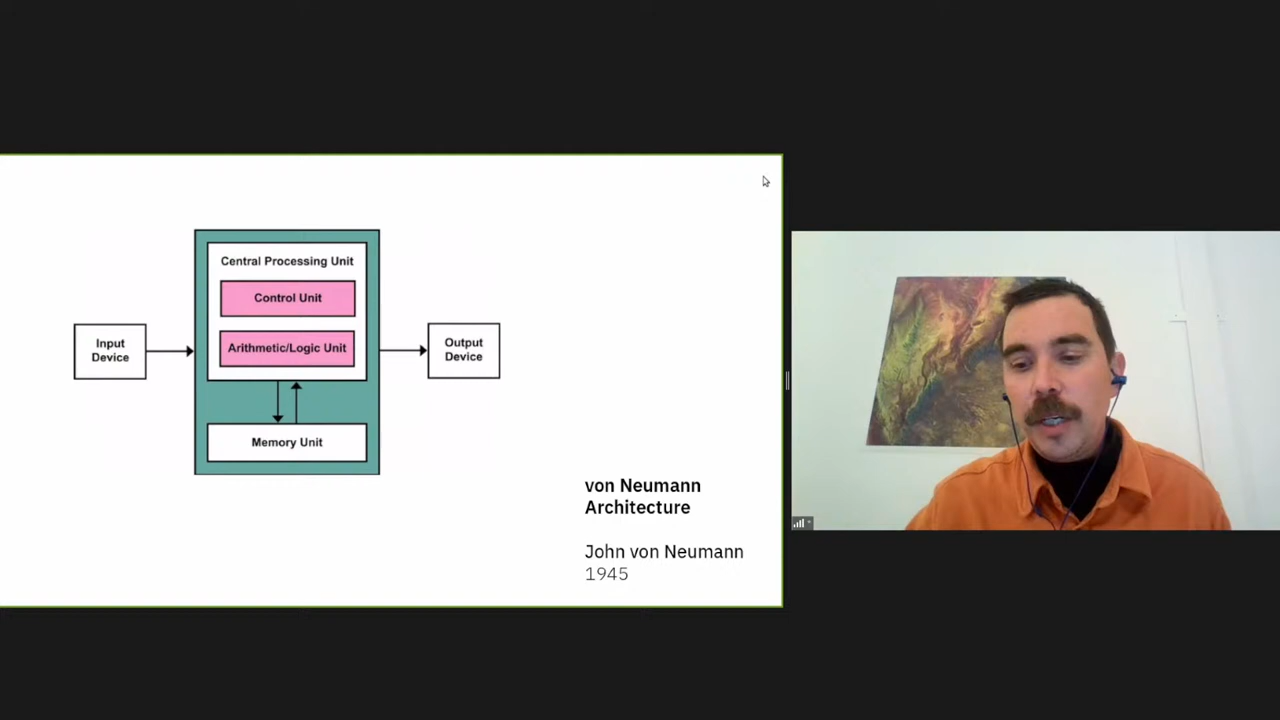 Central Processing Unit
Control Unit
Arithmetic/Logic Unit
Input
Device
Output
Device
Memory Unit
von Neumann
Architecture
John von Neumann
1945